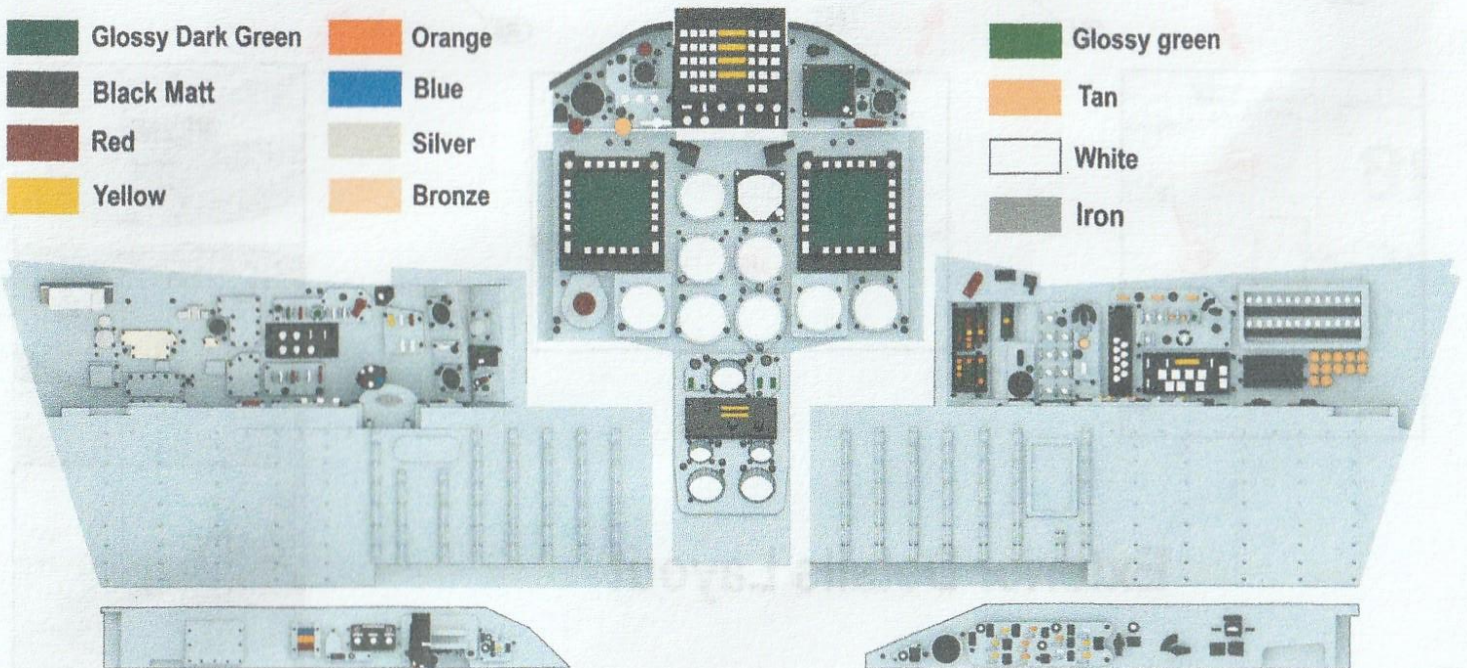 Glossy Dark Green
Black Matt
Red
Yellow
Orange
Blue
Silver
Bronze
Glossy green
Tan
White
Iron